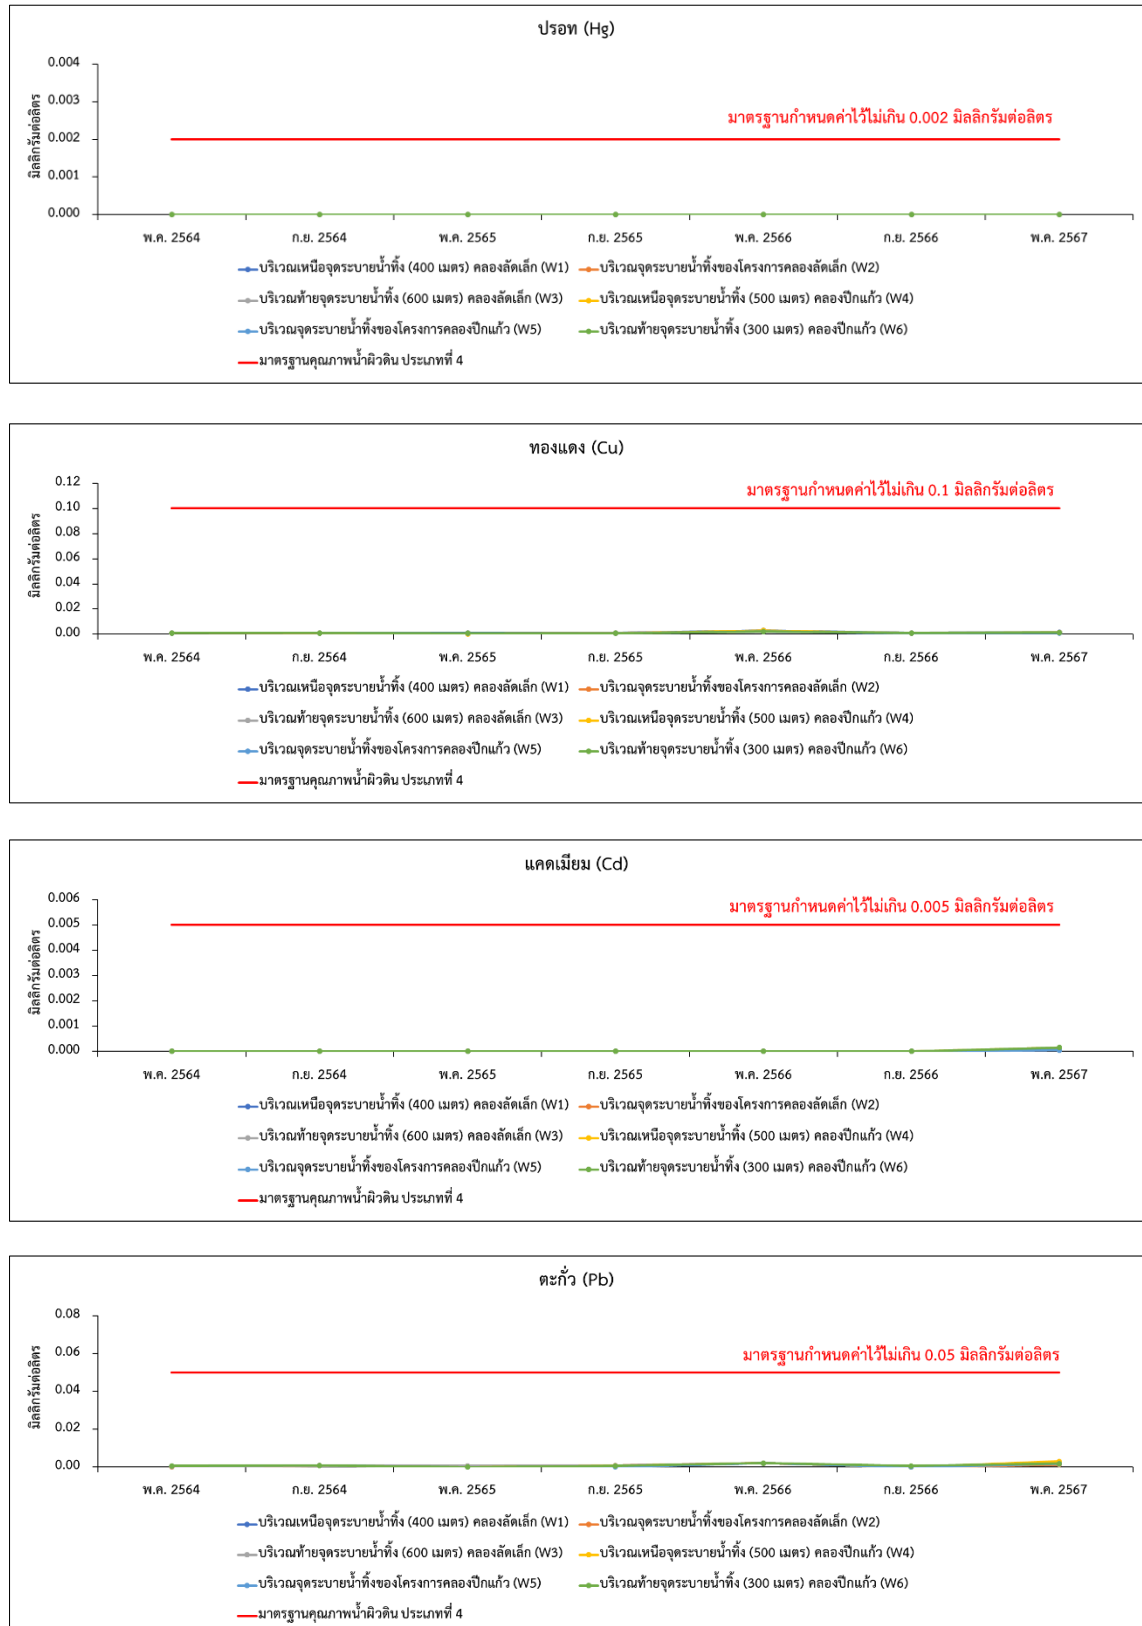 ปรอท (Hg)
มิลลิกรัมต่อลิตร
0.004
0.003
0.002
0.001
0.000
มาตรฐานกำหนดค่าไว้ไม่เกิน 0.002 มิลลิกรัมต่อลิตร
พ.ค. 2564 ก.ย. 2564 พ.ค. 2565 ก.ย. 2565 พ.ค. 2566 ก.ย. 2566 พ.ค. 2567
บริเวณเหนือจุดระบายน้ำทิ้ง (400 เมตร) คลองลัดเล็ก (W1) บริเวณจุดระบายน้ำทิ้งของโครงการคลองลัดเล็ก (W2)
บริเวณท้ายจุดระบายน้ำทิ้ง (600 เมตร) คลองลัดเล็ก (W3) บริเวณเหนือจุดระบายน้ำทิ้ง (500 เมตร) คลองปีกแก้ว (W4)
บริเวณจุดระบายน้ำทิ้งของโครงการคลองปีกแก้ว (W5) บริเวณท้ายจุดระบายน้ำทิ้ง (300 เมตร) คลองปีกแก้ว (W6)
มาตรฐานคุณภาพน้ำผิวดิน ประเภทที่ 4
ทองแดง (Cu)
มิลลิกรัมต่อลิตร
0.12
0.10
0.08
0.06
0.04
0.02
0.00
มาตรฐานกำหนดค่าไว้ไม่เกิน 0.1 มิลลิกรัมต่อลิตร
พ.ค. 2564 ก.ย. 2564 พ.ค. 2565 ก.ย. 2565 พ.ค. 2566 ก.ย. 2566 พ.ค. 2567
บริเวณเหนือจุดระบายน้ำทิ้ง (400 เมตร) คลองลัดเล็ก (W1) บริเวณจุดระบายน้ำทิ้งของโครงการคลองลัดเล็ก (W2)
บริเวณท้ายจุดระบายน้ำทิ้ง (600 เมตร) คลองลัดเล็ก (W3) บริเวณเหนือจุดระบายน้ำทิ้ง (500 เมตร) คลองปีกแก้ว (W4)
บริเวณจุดระบายน้ำทิ้งของโครงการคลองปีกแก้ว (W5) บริเวณท้ายจุดระบายน้ำทิ้ง (300 เมตร) คลองปีกแก้ว (W6)
มาตรฐานคุณภาพน้ำผิวดิน ประเภทที่ 4
แคดเมียม (Cd)
มิลลิกรัมต่อลิตร
0.006
0.005
0.004
0.003
0.002
0.001
0.000
มาตรฐานกำหนดค่าไว้ไม่เกิน 0.005 มิลลิกรัมต่อลิตร
พ.ค. 2564 ก.ย. 2564 พ.ค. 2565 ก.ย. 2565 พ.ค. 2566 ก.ย. 2566 พ.ค. 2567
บริเวณเหนือจุดระบายน้ำทิ้ง (400 เมตร) คลองลัดเล็ก (W1) บริเวณจุดระบายน้ำทิ้งของโครงการคลองลัดเล็ก (W2)
บริเวณท้ายจุดระบายน้ำทิ้ง (600 เมตร) คลองลัดเล็ก (W3) บริเวณเหนือจุดระบายน้ำทิ้ง (500 เมตร) คลองปีกแก้ว (W4)
บริเวณจุดระบายน้ำทิ้งของโครงการคลองปีกแก้ว (W5) บริเวณท้ายจุดระบายน้ำทิ้ง (300 เมตร) คลองปีกแก้ว (W6)
มาตรฐานคุณภาพน้ำผิวดิน ประเภทที่ 4
ตะกั่ว (Pb)
มิลลิกรัมต่อลิตร
0.08
0.06
0.04
0.02
0.00
มาตรฐานกำหนดค่าไว้ไม่เกิน 0.05 มิลลิกรัมต่อลิตร
พ.ค. 2564 ก.ย. 2564 พ.ค. 2565 ก.ย. 2565 พ.ค. 2566 ก.ย. 2566 พ.ค. 2567
บริเวณเหนือจุดระบายน้ำทิ้ง (400 เมตร) คลองลัดเล็ก (W1) บริเวณจุดระบายน้ำทิ้งของโครงการคลองลัดเล็ก (W2)
บริเวณท้ายจุดระบายน้ำทิ้ง (600 เมตร) คลองลัดเล็ก (W3) บริเวณเหนือจุดระบายน้ำทิ้ง (500 เมตร) คลองปีกแก้ว (W4)
บริเวณจุดระบายน้ำทิ้งของโครงการคลองปีกแก้ว (W5) บริเวณท้ายจุดระบายน้ำทิ้ง (300 เมตร) คลองปีกแก้ว (W6)
มาตรฐานคุณภาพน้ำผิวดิน ประเภทที่ 4